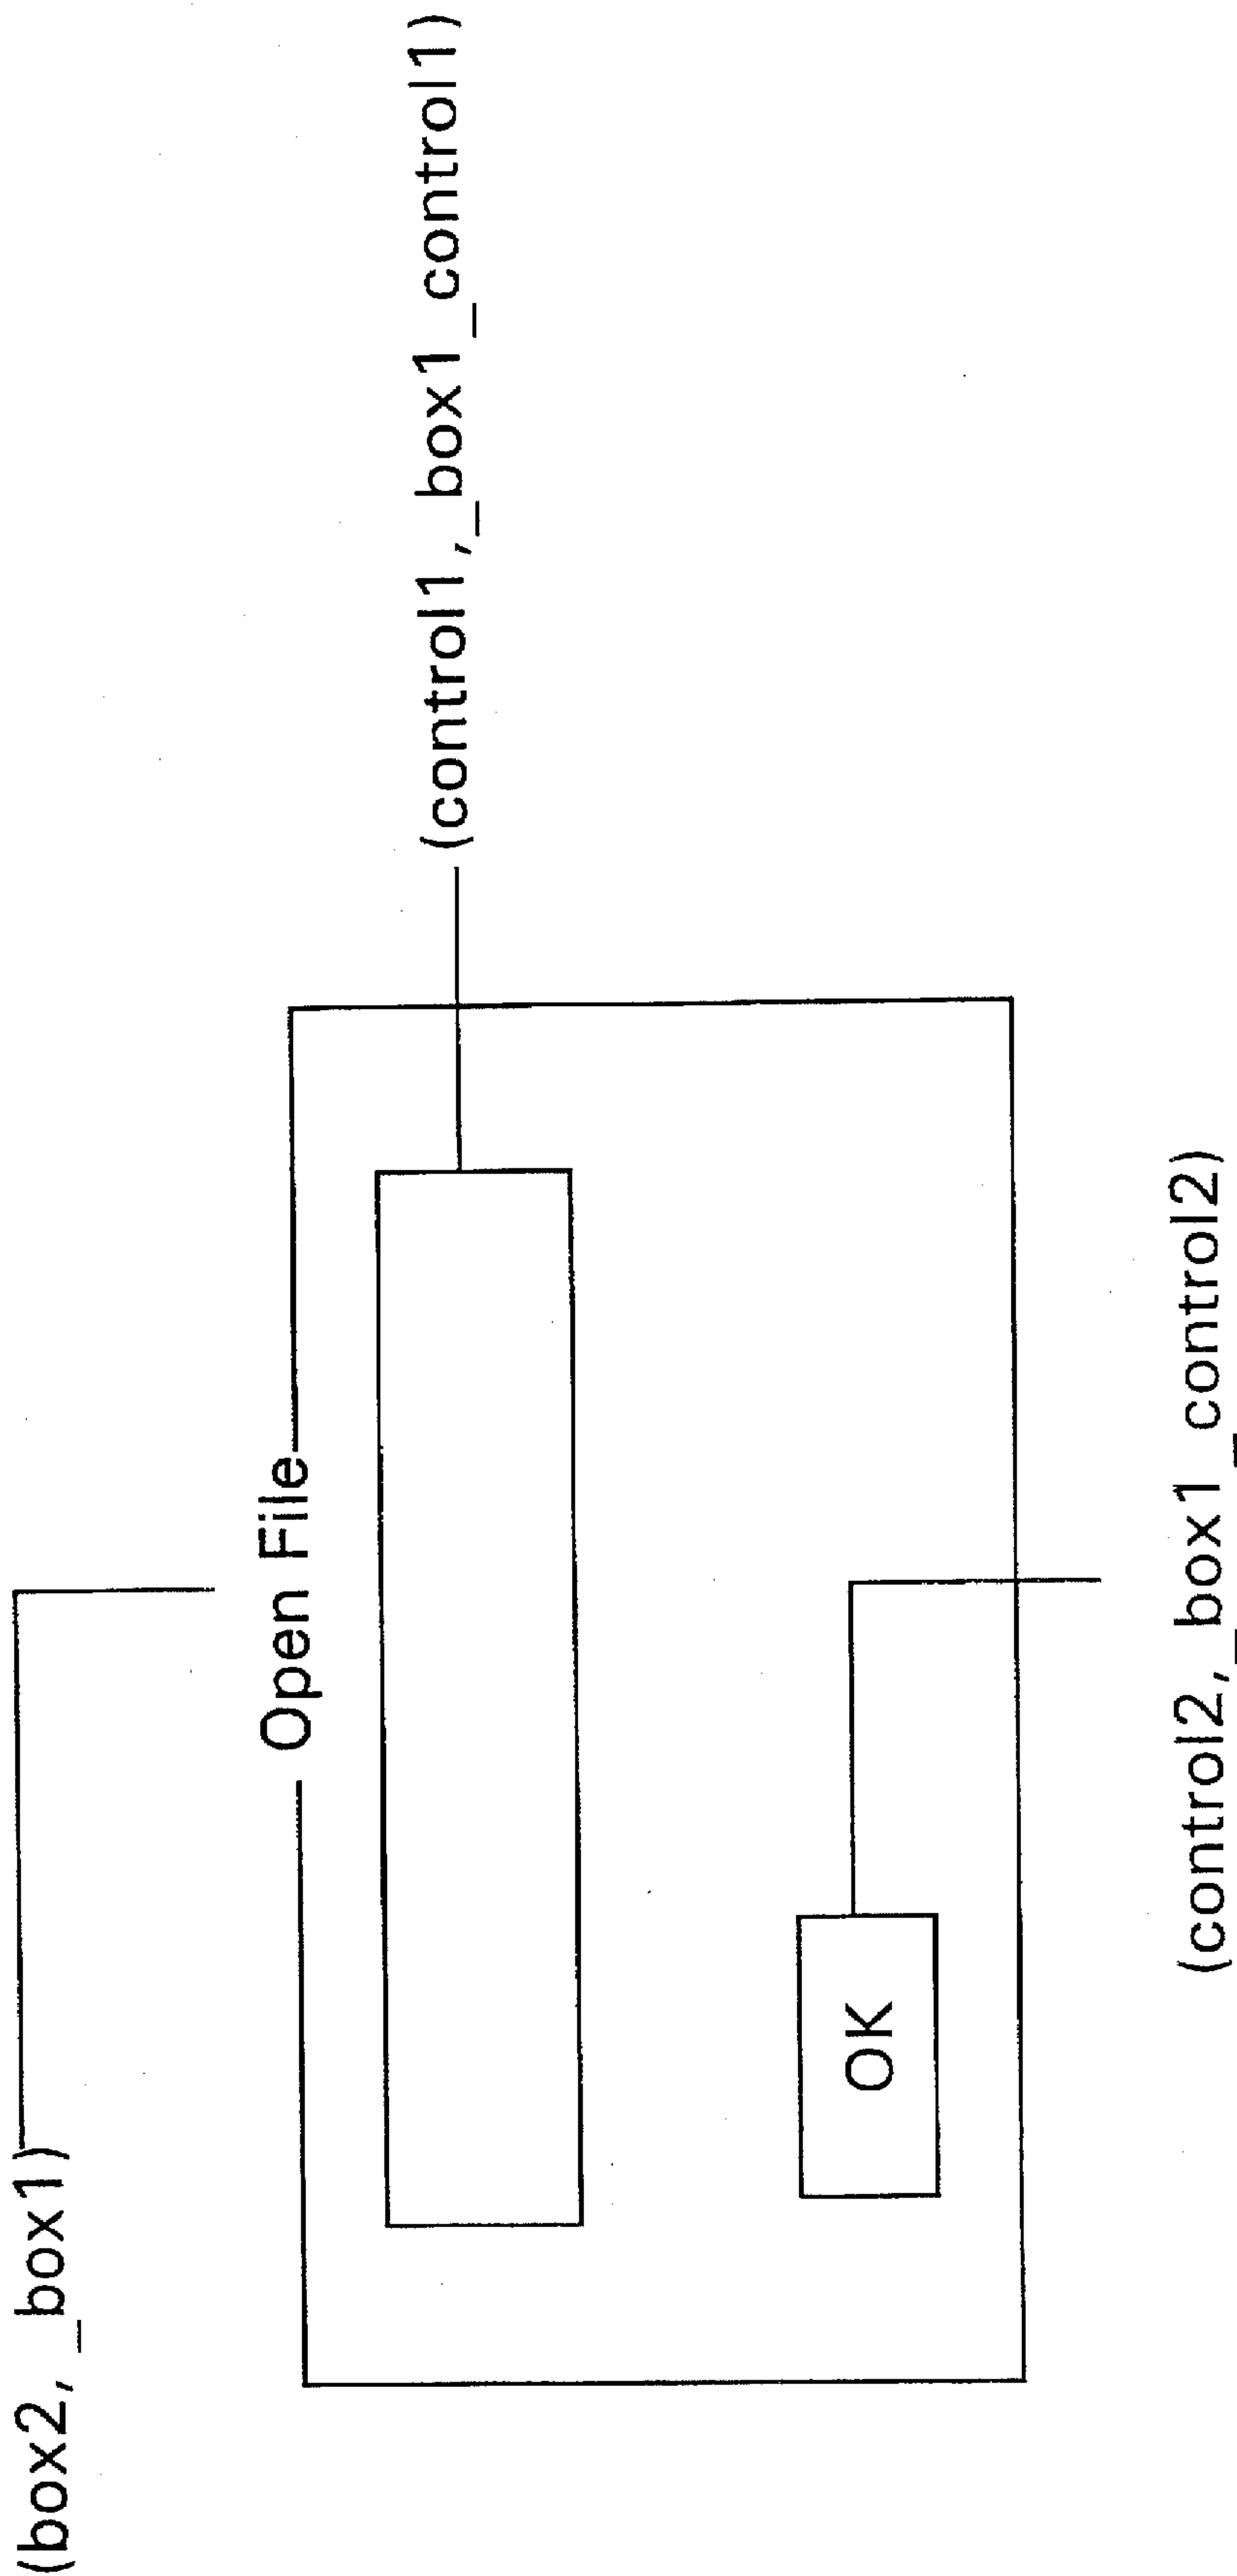 (box2, _box1)
Open File
(control1,_box1_control1)
OK
(control2,_box1_control2)